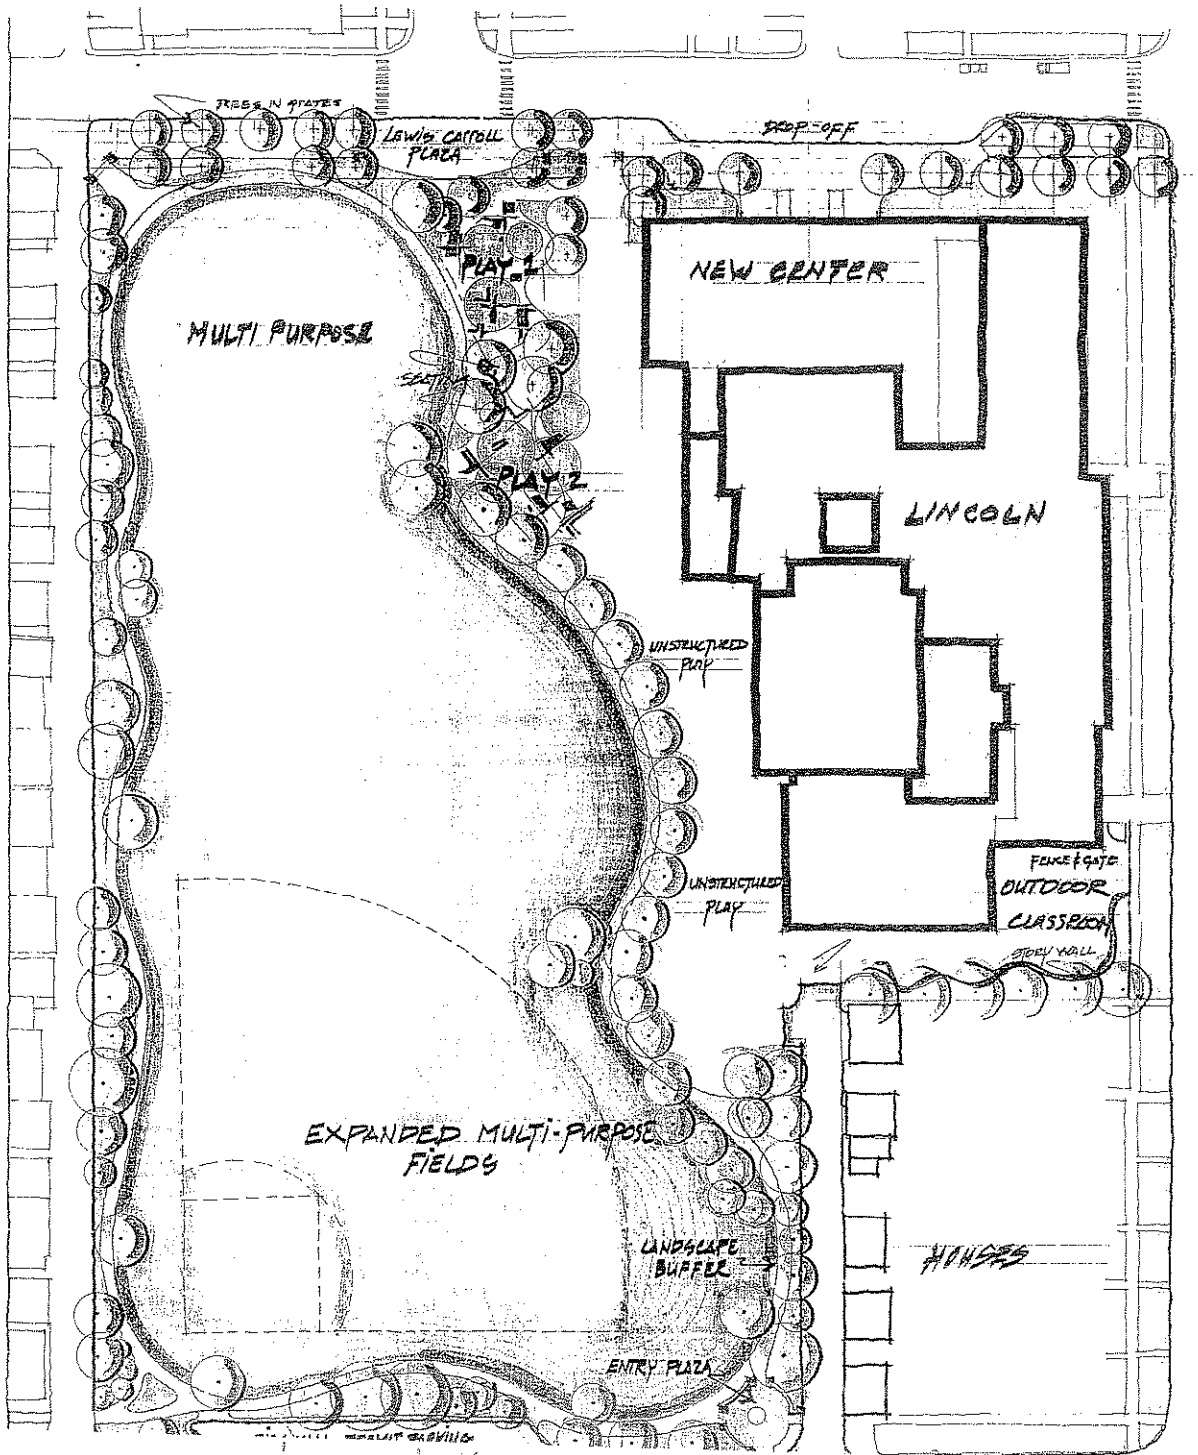 TREES IN GRATES
LEWIS CARROLL
PLAZA
DROP-OFF
PLAY 1
NEW CENTER
MULTI PURPOSE
PLAY 2
LINCOLN
UNSTRUCTURED
PLAY
UNSTRUCTURED
PLAY
FENCE & GATE
OUTDOOR
CLASSROOM
STORY WALL
EXPANDED MULTI-PURPOSE
FIELDS
LANDSCAPE
BUFFER
HOUSES
ENTRY PLAZA
PARKING